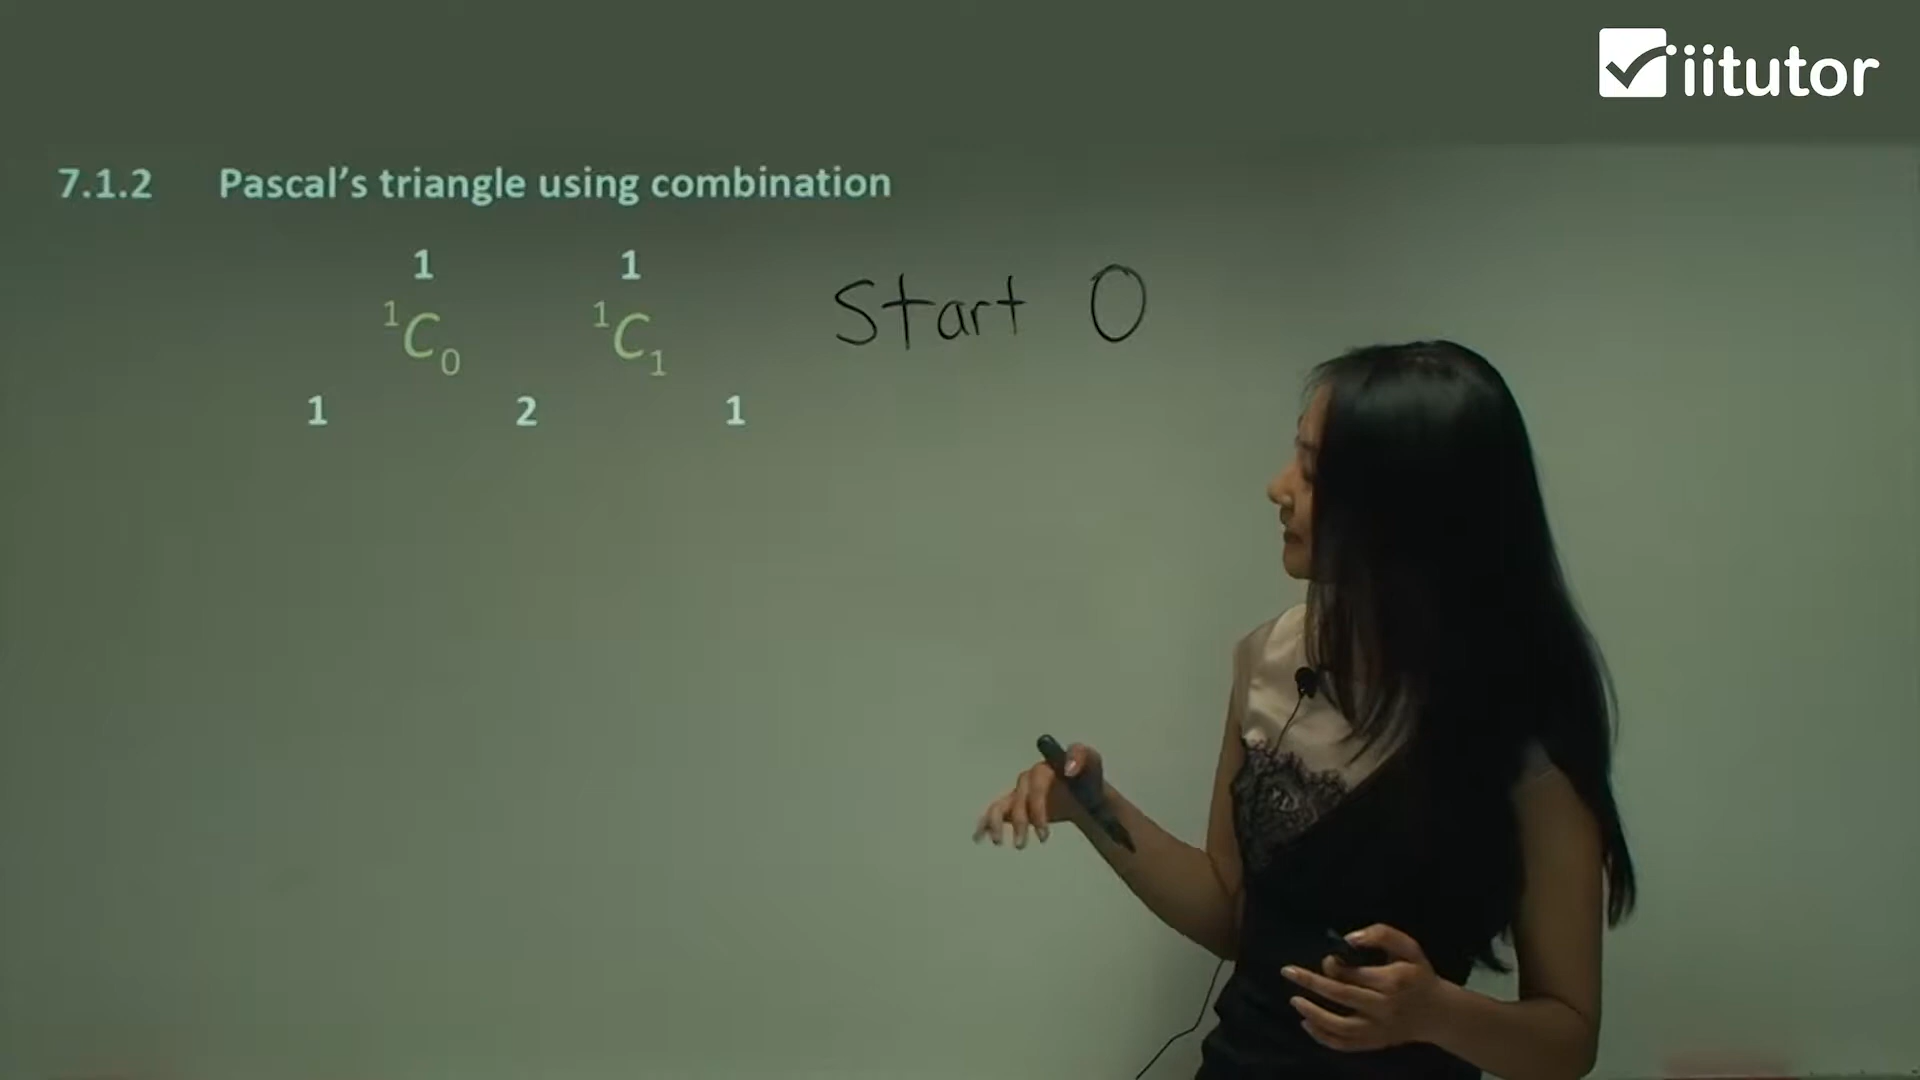 iitutor
7.1.2 Pascal's triangle using combination
1 1
¹C₀ ¹C₁ Start 0
1 2 1